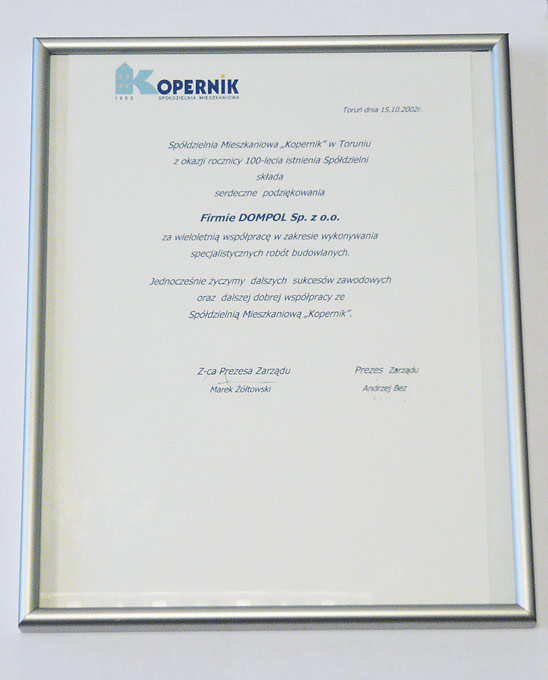 KOPERNIK
1902 SPÓŁDZIELNIA MIESZKANIOWA
Toruń dnia 15.10.2002r.
Spółdzielnia Mieszkaniowa „Kopernik” w Toruniu
z okazji rocznicy 100-lecia istnienia Spółdzielni
składa
serdeczne podziękowania
Firmie DOMPOL Sp. z o.o.
za wieloletnią współpracę w zakresie wykonywania
specjalistycznych robót budowlanych.
Jednocześnie życzymy dalszych sukcesów zawodowych
oraz dalszej dobrej współpracy ze
Spółdzielnią Mieszkaniową „Kopernik”.
Z-ca Prezesa Zarządu Prezes Zarządu
Marek Żółtowski Andrzej Bez